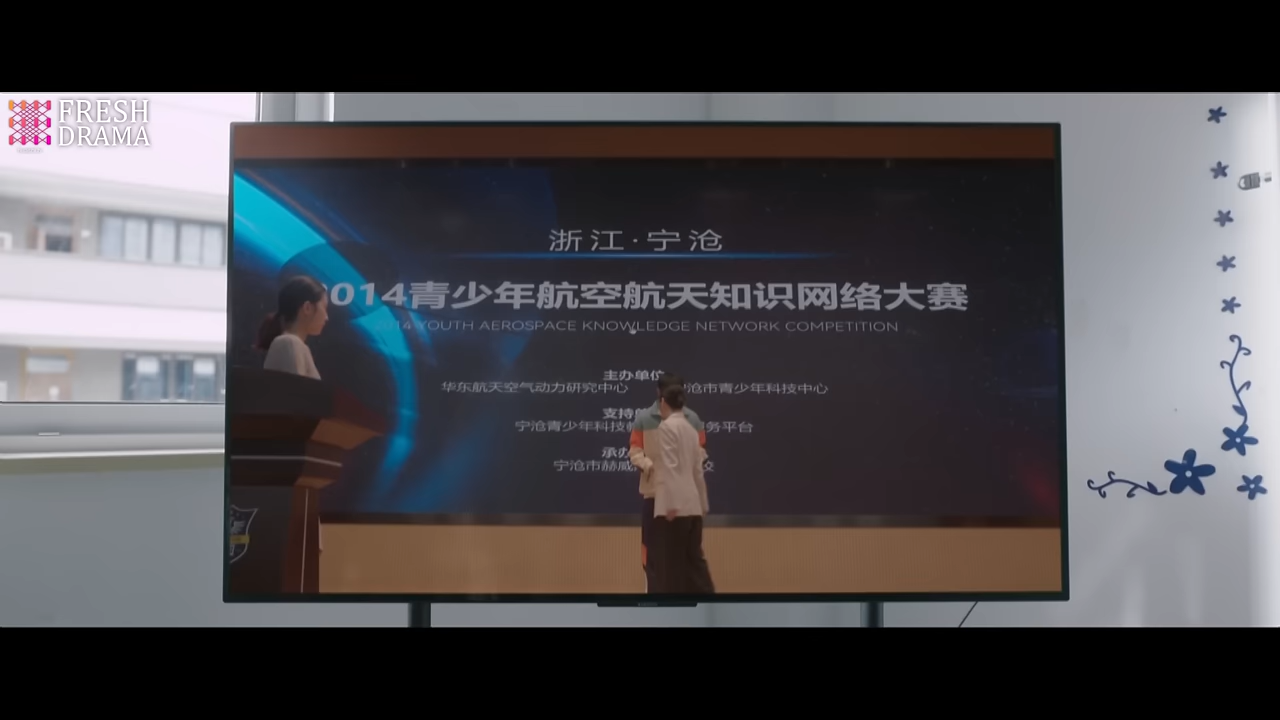 FRESH
DRAMA
浙江·宁沧
2014青少年航空航天知识网络大赛
2014 YOUTH AEROSPACE KNOWLEDGE NETWORK COMPETITION
主办单位
华东航天空气动力研究中心 沧市青少年科技中心
支持
宁沧青少年科技 务平台
承办
宁沧市赫威 校